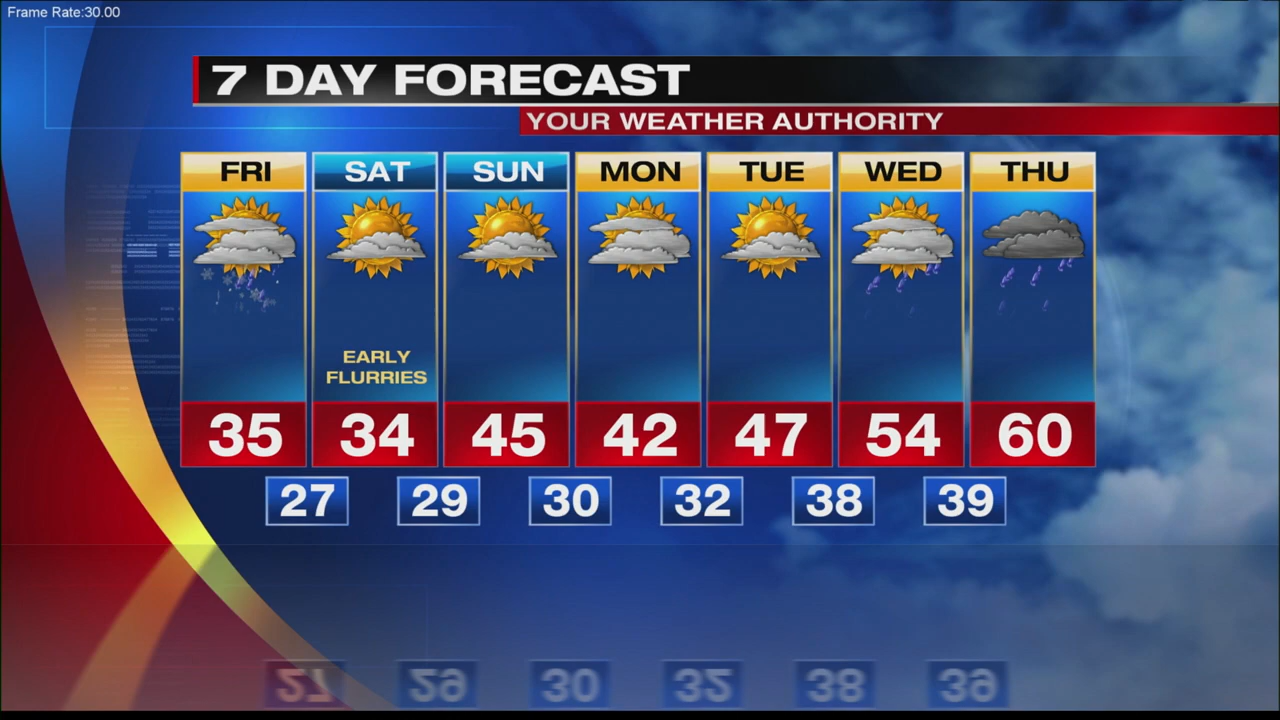 Frame Rate:30.00
7 DAY FORECAST
YOUR WEATHER AUTHORITY
FRI SAT SUN MON TUE WED THU
EARLY
FLURRIES
35 34 45 42 47 54 60
27 29 30 32 38 39